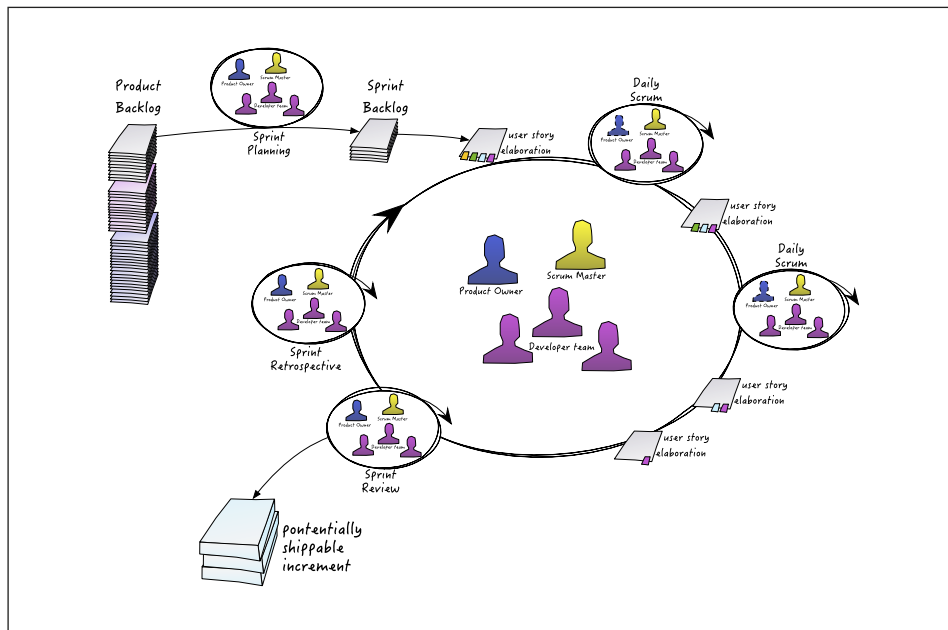 Product
Backlog
Product Owner
Scrum Master
Developer team
Sprint
Planning
Sprint
Backlog
user story
elaboration
Daily
Scrum
Product Owner
Scrum Master
Developer team
user story
elaboration
Daily
Scrum
Product Owner
Scrum Master
Developer team
Product Owner
Scrum Master
Developer team
Product Owner
Scrum Master
Developer team
Sprint
Retrospective
user story
elaboration
user story
elaboration
Product Owner
Scrum Master
Developer team
Sprint
Review
pontentially
shippable
increment